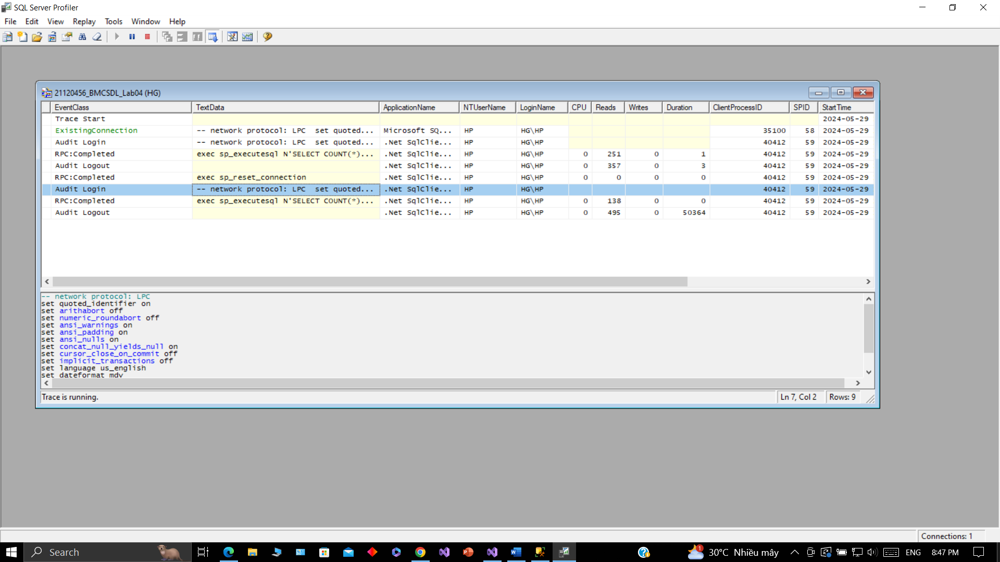 SQL Server Profiler
File Edit View Replay Tools Window Help
21120456_BMCSDL_Lab04 (HG)
EventClass TextData ApplicationName NTUserName LoginName CPU Reads Writes Duration ClientProcessID SPID StartTime
Trace Start 2024-05-29
ExistingConnection -- network protocol: LPC set quoted... Microsoft SQ... HP HG\HP 35100 58 2024-05-29
Audit Login -- network protocol: LPC set quoted... .Net SqlClie... HP HG\HP 40412 59 2024-05-29
RPC:Completed exec sp_executesql N'SELECT COUNT(*)... .Net SqlClie... HP HG\HP 0 251 0 1 40412 59 2024-05-29
Audit Logout .Net SqlClie... HP HG\HP 0 357 0 3 40412 59 2024-05-29
RPC:Completed exec sp_reset_connection .Net SqlClie... HP HG\HP 0 0 0 0 40412 59 2024-05-29
Audit Login -- network protocol: LPC set quoted... .Net SqlClie... HP HG\HP 40412 59 2024-05-29
RPC:Completed exec sp_executesql N'SELECT COUNT(*)... .Net SqlClie... HP HG\HP 0 138 0 0 40412 59 2024-05-29
Audit Logout .Net SqlClie... HP HG\HP 0 495 0 50364 40412 59 2024-05-29
-- network protocol: LPC
set quoted_identifier on
set arithabort off
set numeric_roundabort off
set ansi_warnings on
set ansi_padding on
set ansi_nulls on
set concat_null_yields_null on
set cursor_close_on_commit off
set implicit_transactions off
set language us_english
set dateformat mdy
Trace is running.
Ln 7, Col 2 Rows: 9
Connections: 1
Search 1 30°C Nhiều mây ENG 8:47 PM